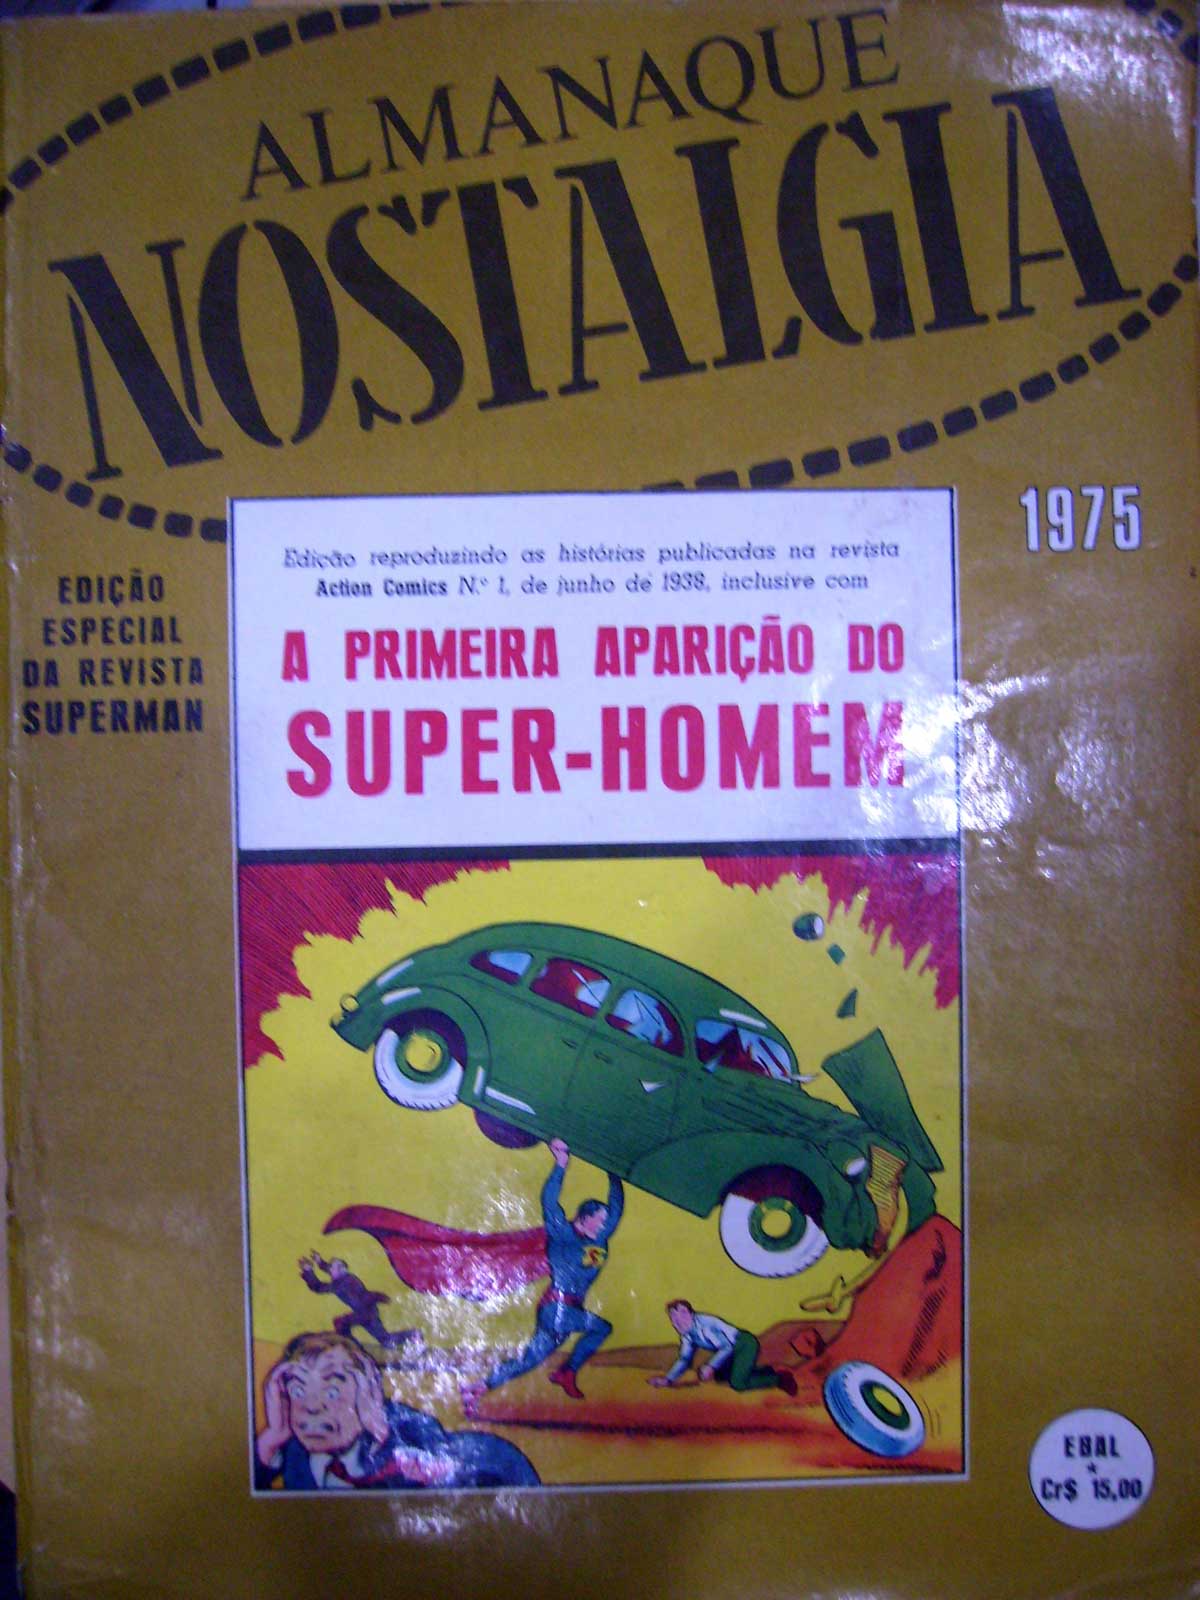 ALMANAQUE
NOSTALGIA
1975
EDIÇÃO
ESPECIAL
DA REVISTA
SUPERMAN
Edição reproduzindo as histórias publicadas na revista
Action Comics N.º 1, de junho de 1938, inclusive com
A PRIMEIRA APARIÇÃO DO
SUPER-HOMEM
S
EBAL
Cr$ 15,00